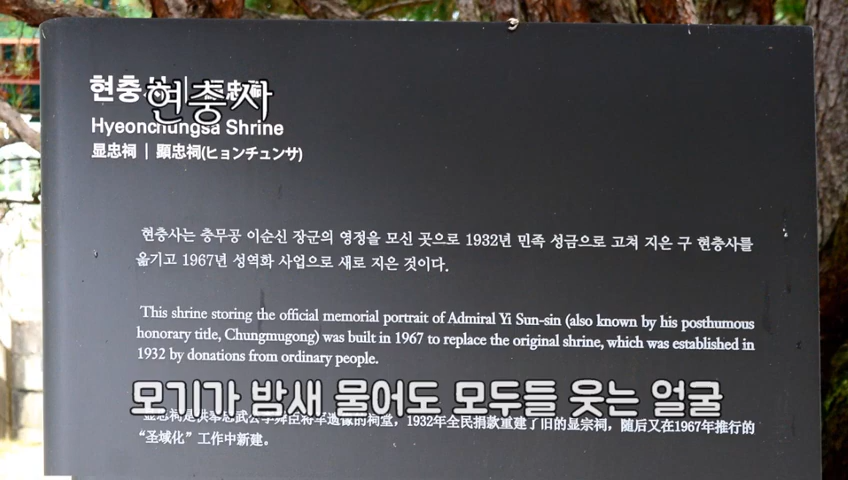 현충사
Hyeonchungsa Shrine
显忠祠 | 顯忠祠(ヒョンチュンサ)
현충사는 충무공 이순신 장군의 영정을 모신 곳으로 1932년 민족 성금으로 고쳐 지은 구 현충사를
옮기고 1967년 성역화 사업으로 새로 지은 것이다.
This shrine storing the official memorial portrait of Admiral Yi Sun-sin (also known by his posthumous
honorary title, Chungmugong) was built in 1967 to replace the original shrine, which was established in
1932 by donations from ordinary people.
모기가 밤새 물어도 모두들 웃는 얼굴
的祠堂，1932年全民捐款重建了旧的显宗祠，随后又在1967年推行的
“圣域化”工作中新建。